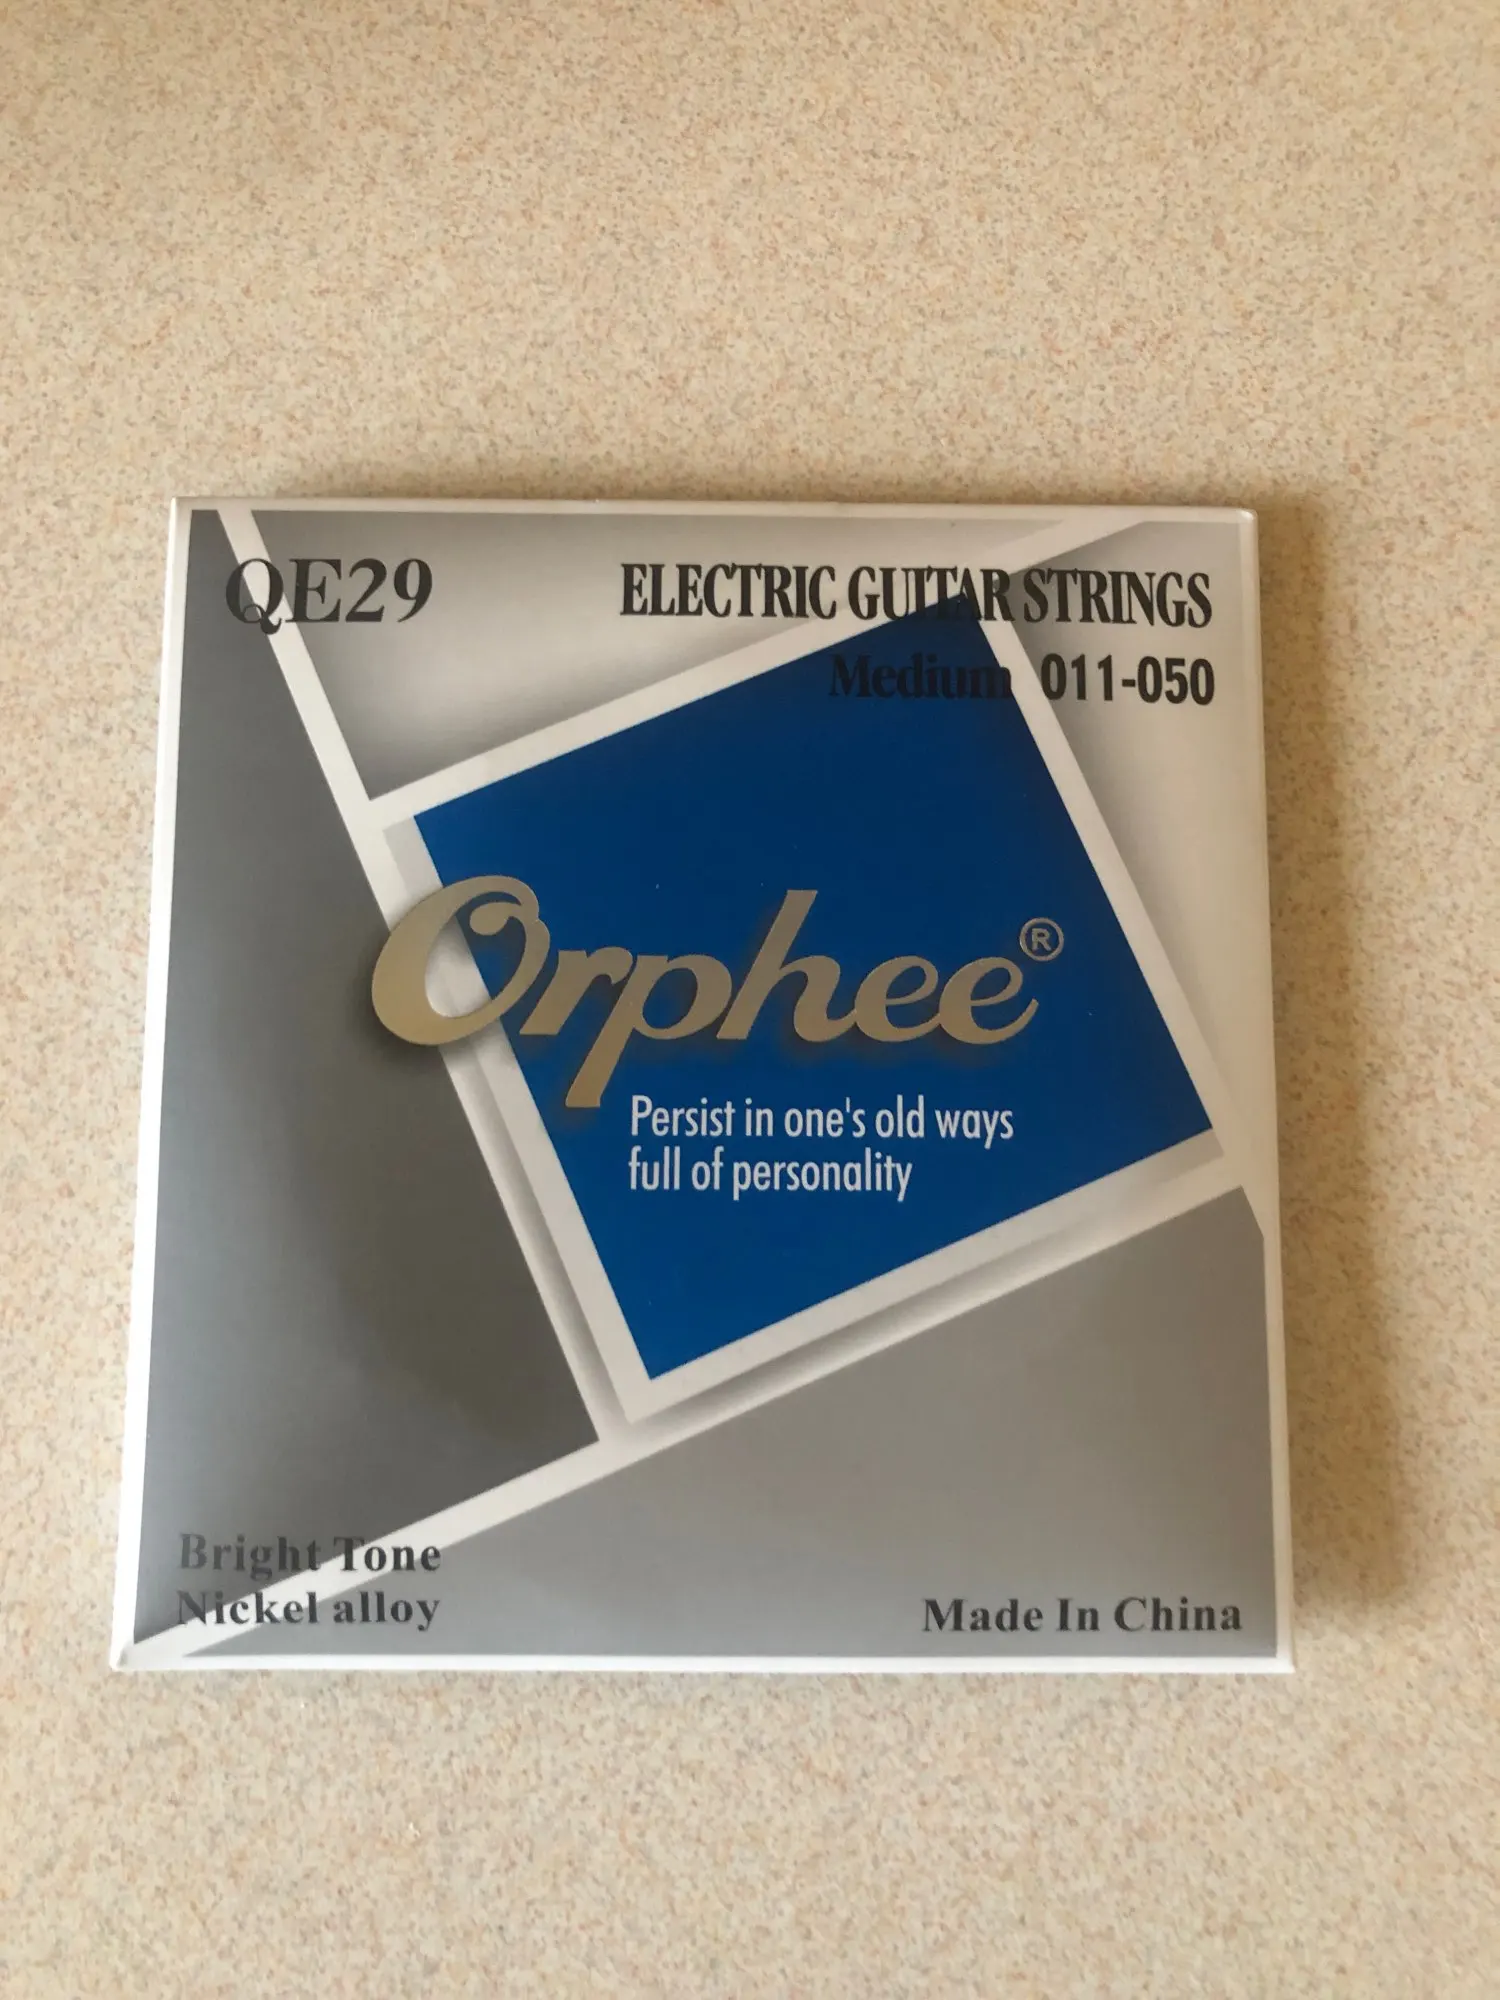 QE29
ELECTRIC GUITAR STRINGS
Medium 011-050
Orphee®
Persist in one's old ways
full of personality
Bright Tone
Nickel alloy
Made In China